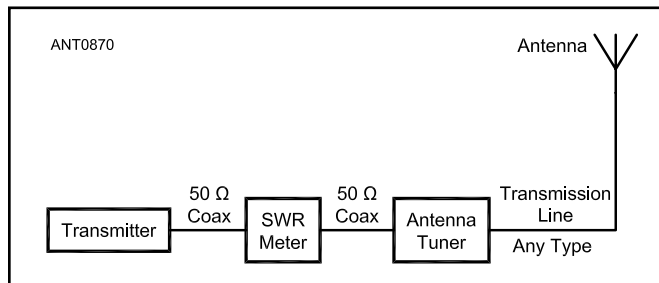 ANT0870
Antenna
50 Ω
Coax
50 Ω
Coax
Transmission
Line
Transmitter
SWR
Meter
Antenna
Tuner
Any Type